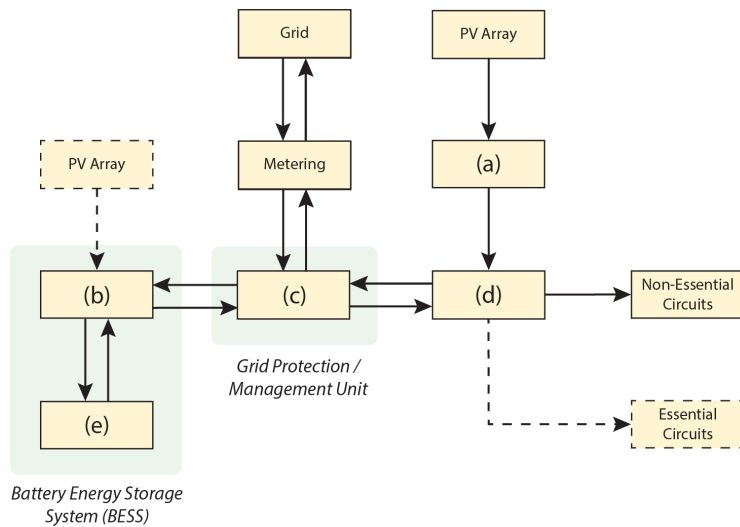 Grid
PV Array
PV Array
Metering
(a)
(b)
(c)
(d)
Non-Essential
Circuits
Grid Protection /
Management Unit
(e)
Essential
Circuits
Battery Energy Storage
System (BESS)